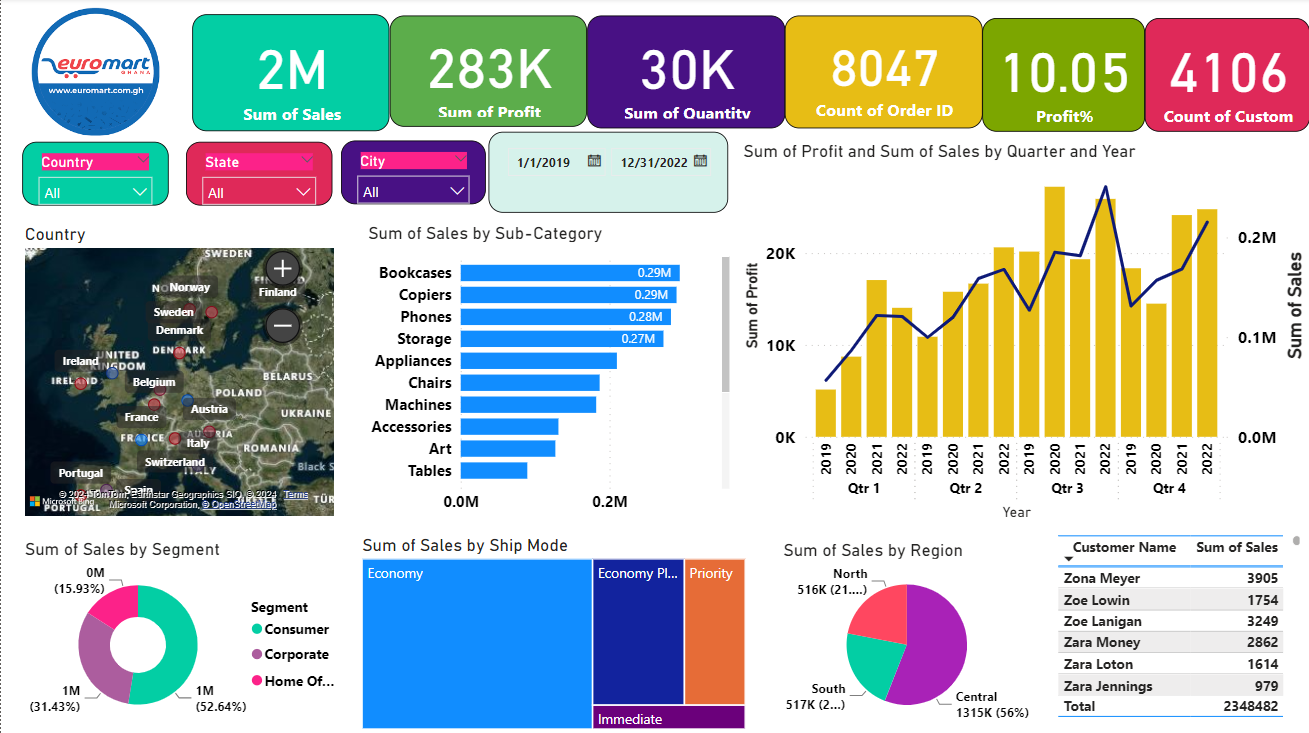 euromart
GHANA
www.euromart.com.gh
2M
Sum of Sales
283K
Sum of Profit
30K
Sum of Quantity
8047
Count of Order ID
10.05
Profit%
4106
Count of Custom
Country
All
State
All
City
All
1/1/2019
12/31/2022
Country
SWEDEN
Norway
Finland
Sweden
Denmark
DENMARK
Ireland
UNITED
KINGDOM
IRELAND
Belgium
BELARUS
POLAND
Austria
France
UKRAINE
FRANCE
AUSTRIA
Italy
ROMANIA
Switzerland
ITALY
Black S
Portugal
Spain
© 2024 TomTom, Earthstar Geographics SIO, © 2024
Terms
Microsoft Bing
Microsoft Corporation, © OpenStreetMap
PORTUGAL
TÜR
Sum of Sales by Sub-Category
Bookcases 0.29M
Copiers 0.29M
Phones 0.28M
Storage 0.27M
Appliances
Chairs
Machines
Accessories
Art
Tables
0.0M 0.2M
Sum of Profit and Sum of Sales by Quarter and Year
Sum of Profit
20K
10K
0K
0.2M
0.1M
0.0M
Sum of Sales
2019 2020 2021 2022 2019 2020 2021 2022 2019 2020 2021 2022 2019 2020 2021 2022
Qtr 1 Qtr 2 Qtr 3 Qtr 4
Year
Sum of Sales by Segment
0M
(15.93%)
1M
(31.43%)
1M
(52.64%)
Segment
Consumer
Corporate
Home Of...
Sum of Sales by Ship Mode
Economy
Economy Pl...
Priority
Immediate
Sum of Sales by Region
North
516K (21....)
South
517K (2...)
Central
1315K (56%)
Customer Name Sum of Sales
Zona Meyer 3905
Zoe Lowin 1754
Zoe Lanigan 3249
Zara Money 2862
Zara Loton 1614
Zara Jennings 979
Total 2348482